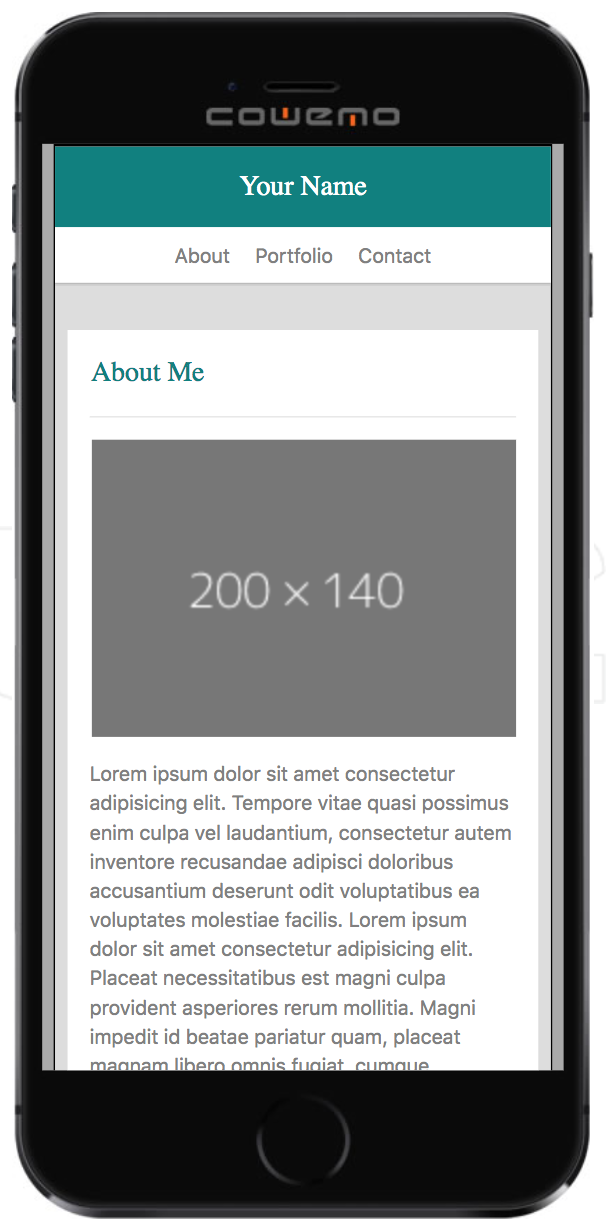 cowemo
Your Name
About Portfolio Contact
About Me
200 × 140
Lorem ipsum dolor sit amet consectetur
adipisicing elit. Tempore vitae quasi possimus
enim culpa vel laudantium, consectetur autem
inventore recusandae adipisci doloribus
accusantium deserunt odit voluptatibus ea
voluptates molestiae facilis. Lorem ipsum
dolor sit amet consectetur adipisicing elit.
Placeat necessitatibus est magni culpa
provident asperiores rerum mollitia. Magni
impedit id beatae pariatur quam, placeat
magnam libero omnis fugiat, cumque